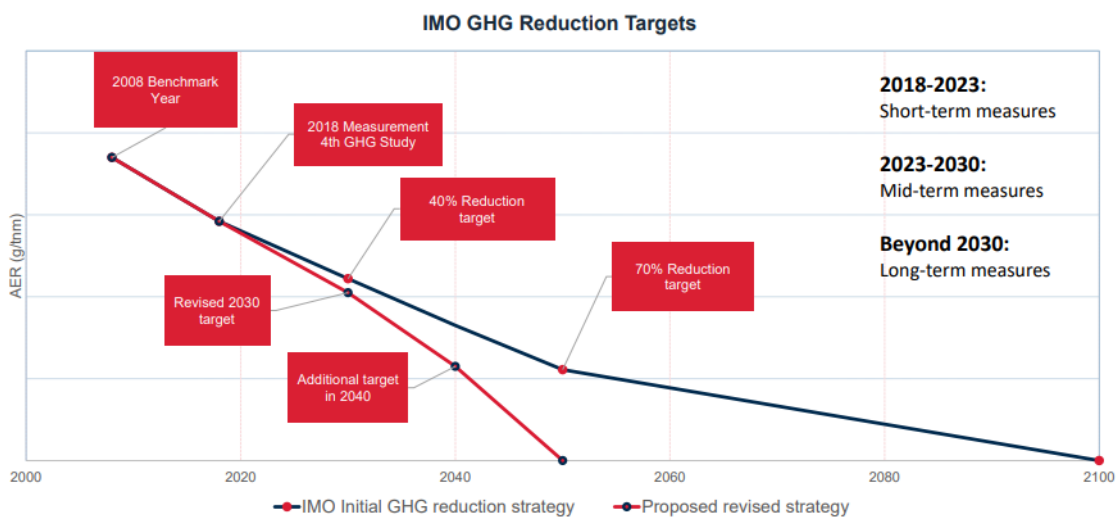 IMO GHG Reduction Targets
2008 Benchmark
Year
2018 Measurement
4th GHG Study
40% Reduction
target
70% Reduction
target
Revised 2030
target
Additional target
in 2040
2018-2023:
Short-term measures
2023-2030:
Mid-term measures
Beyond 2030:
Long-term measures
AER (g/tnm)
2000
2020
2040
2060
2080
2100
IMO Initial GHG reduction strategy
Proposed revised strategy